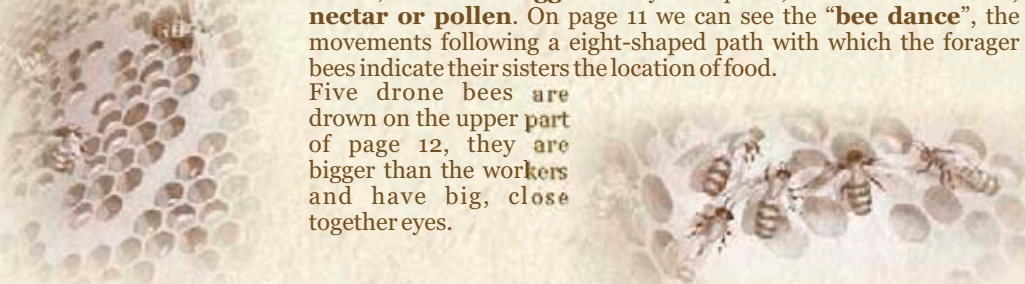 nectar or pollen. On page 11 we can see the “bee dance”, the
movements following a eight-shaped path with which the forager
bees indicate their sisters the location of food.
Five drone bees are
drown on the upper part
of page 12, they are
bigger than the workers
and have big, close
together eyes.